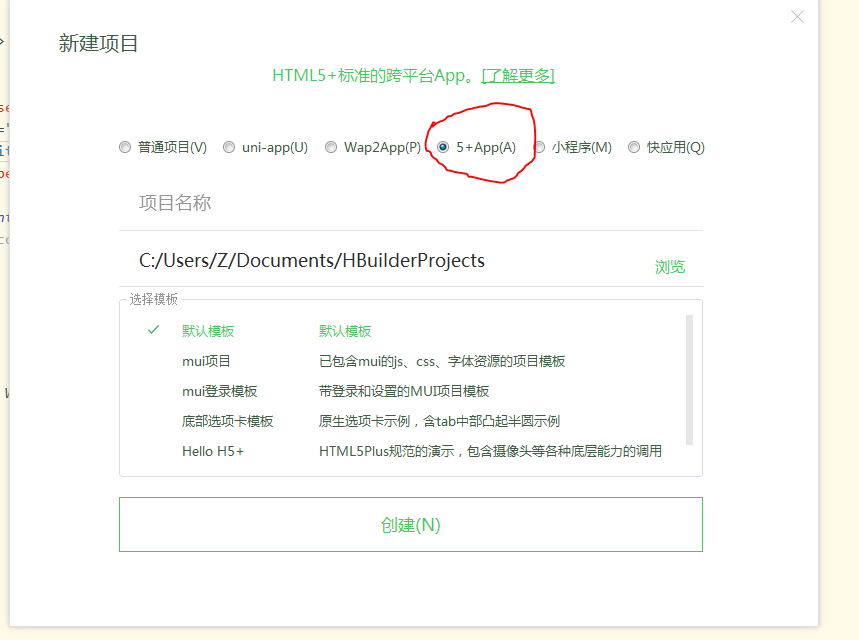 新建项目
HTML5+标准的跨平台App。[了解更多]
普通项目(V) uni-app(U) Wap2App(P) 5+App(A) 小程序(M) 快应用(Q)
项目名称
C:/Users/Z/Documents/HBuilderProjects 浏览
选择模板
默认模板 默认模板
mui项目 已包含mui的js、css、字体资源的项目模板
mui登录模板 带登录和设置的MUI项目模板
底部选项卡模板 原生选项卡示例，含tab中部凸起半圆示例
Hello H5+ HTML5Plus规范的演示，包含摄像头等各种底层能力的调用
创建(N)